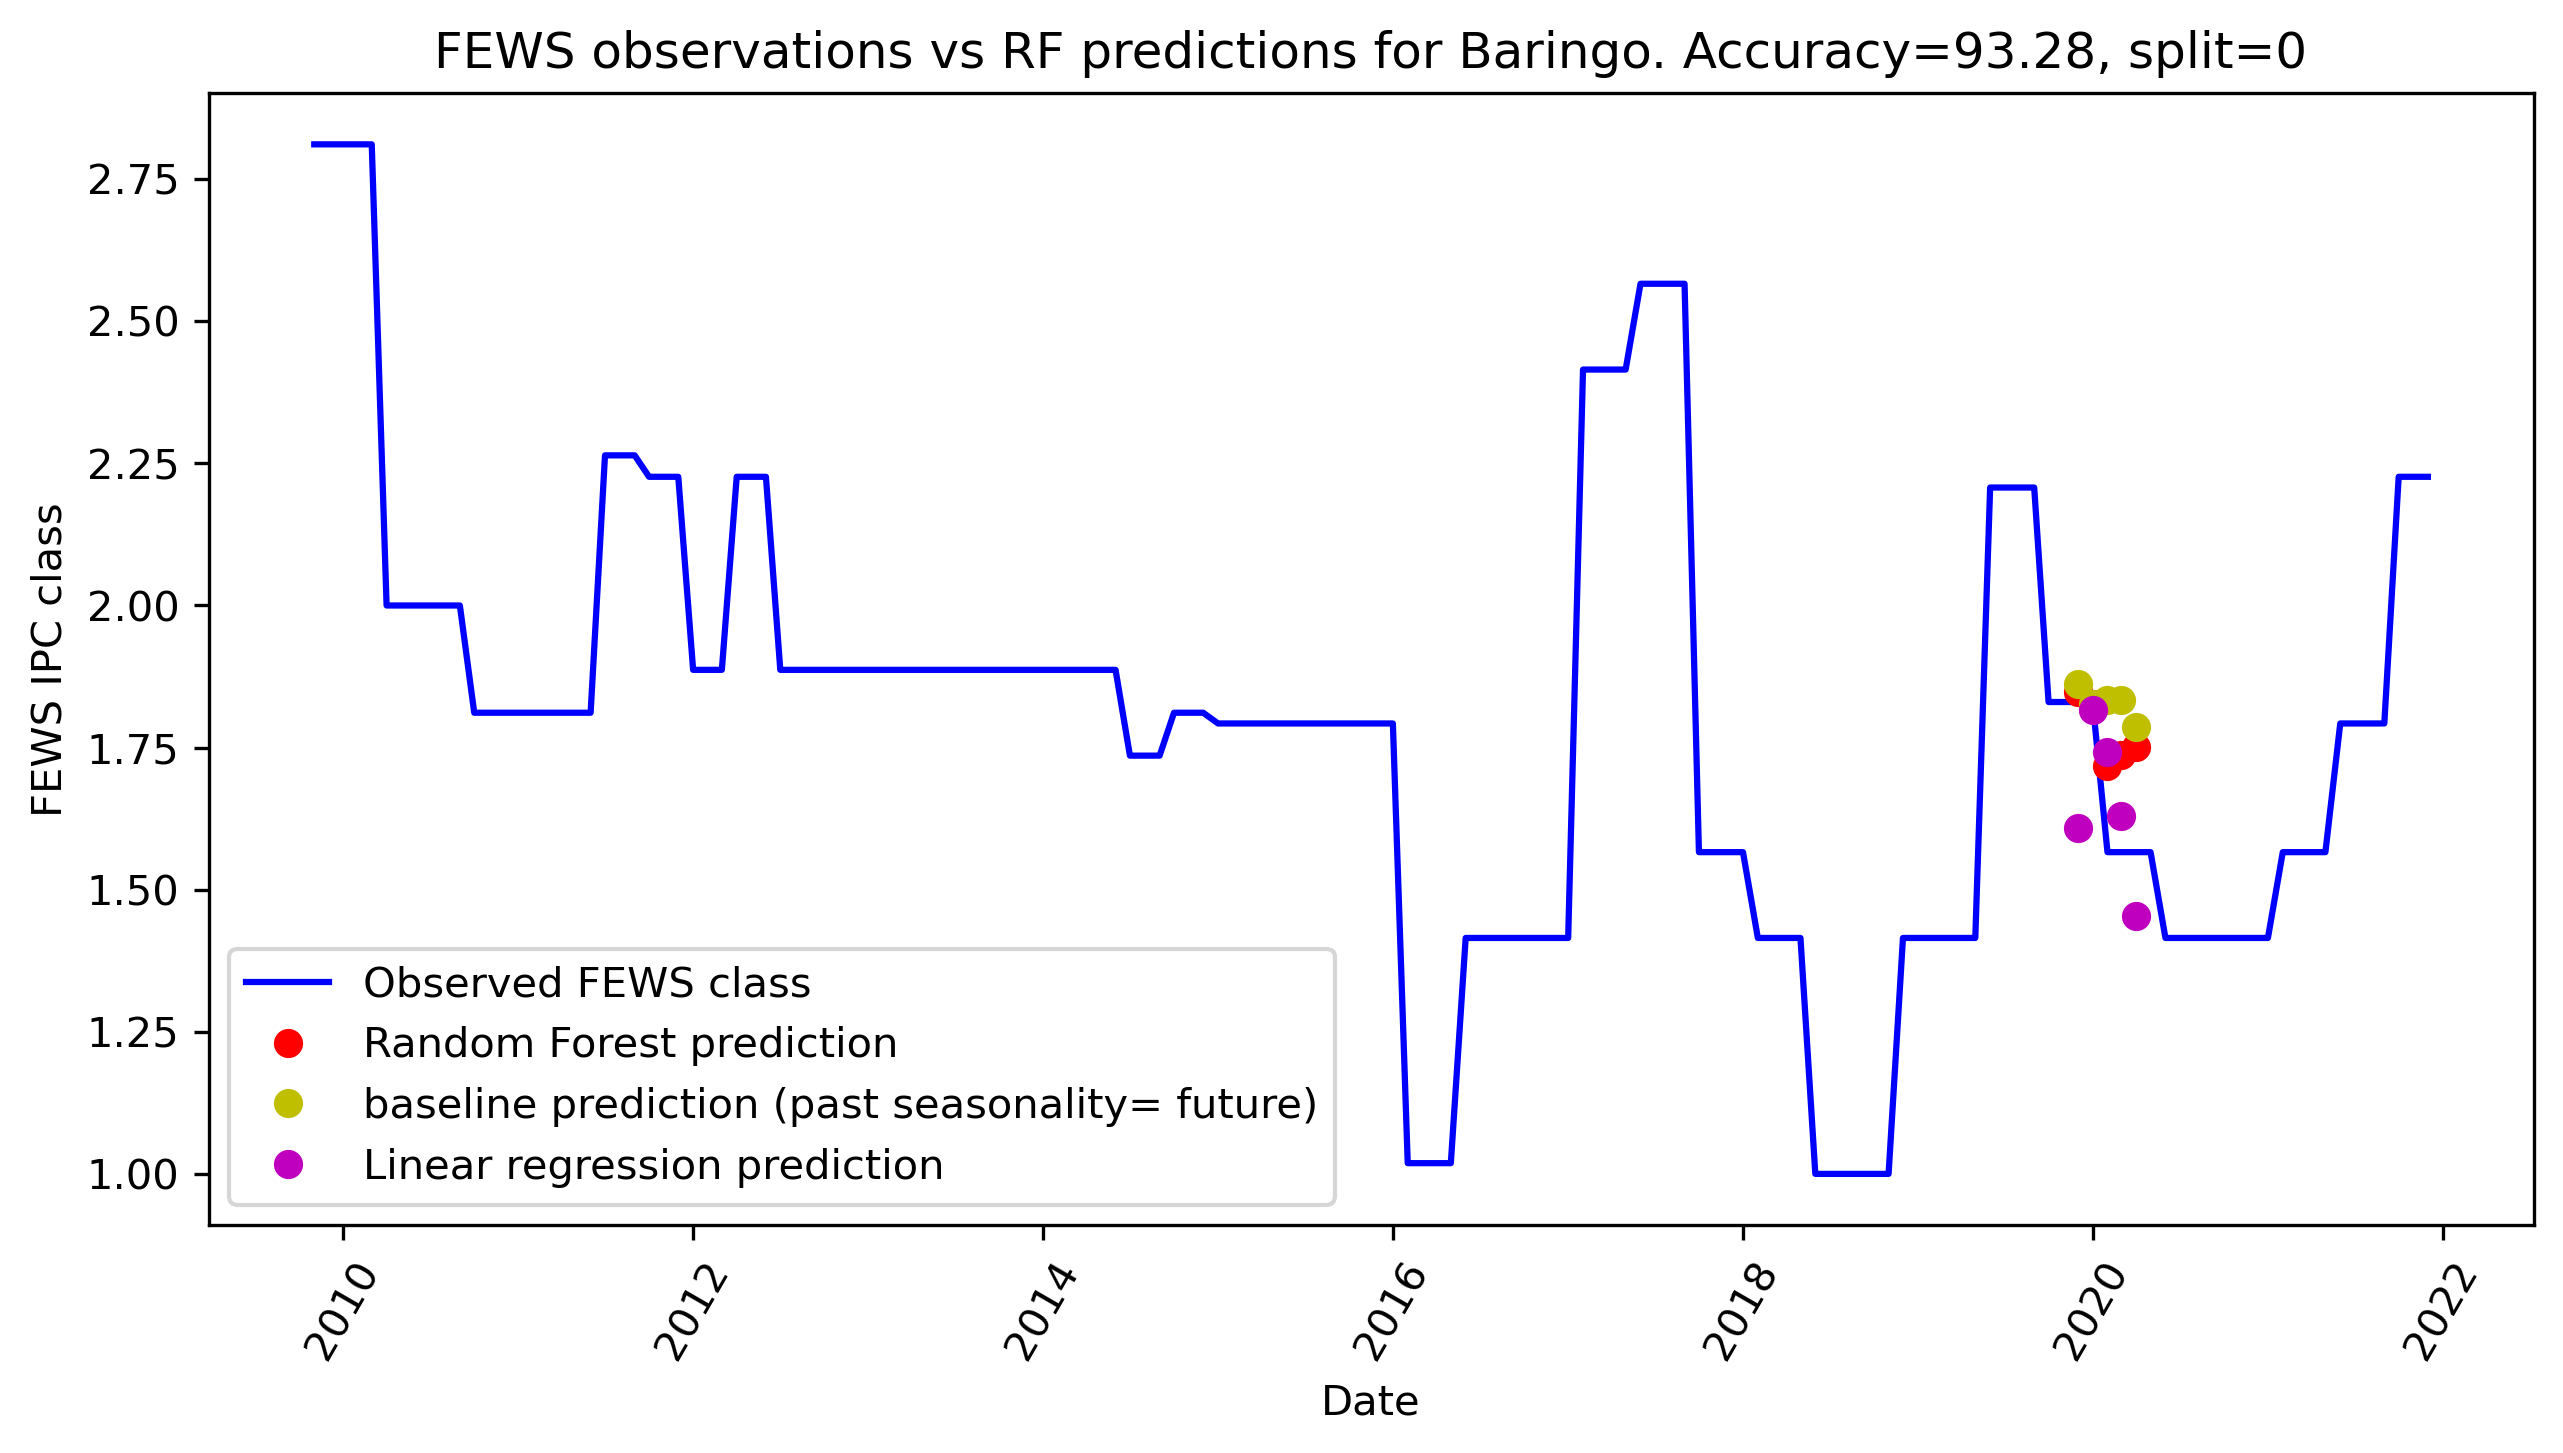 FEWS observations vs RF predictions for Baringo. Accuracy=93.28, split=0
FEWS IPC class
2.75
2.50
2.25
2.00
1.75
1.50
1.25
1.00
Observed FEWS class
Random Forest prediction
baseline prediction (past seasonality= future)
Linear regression prediction
2010
2012
2014
2016
2018
2020
2022
Date